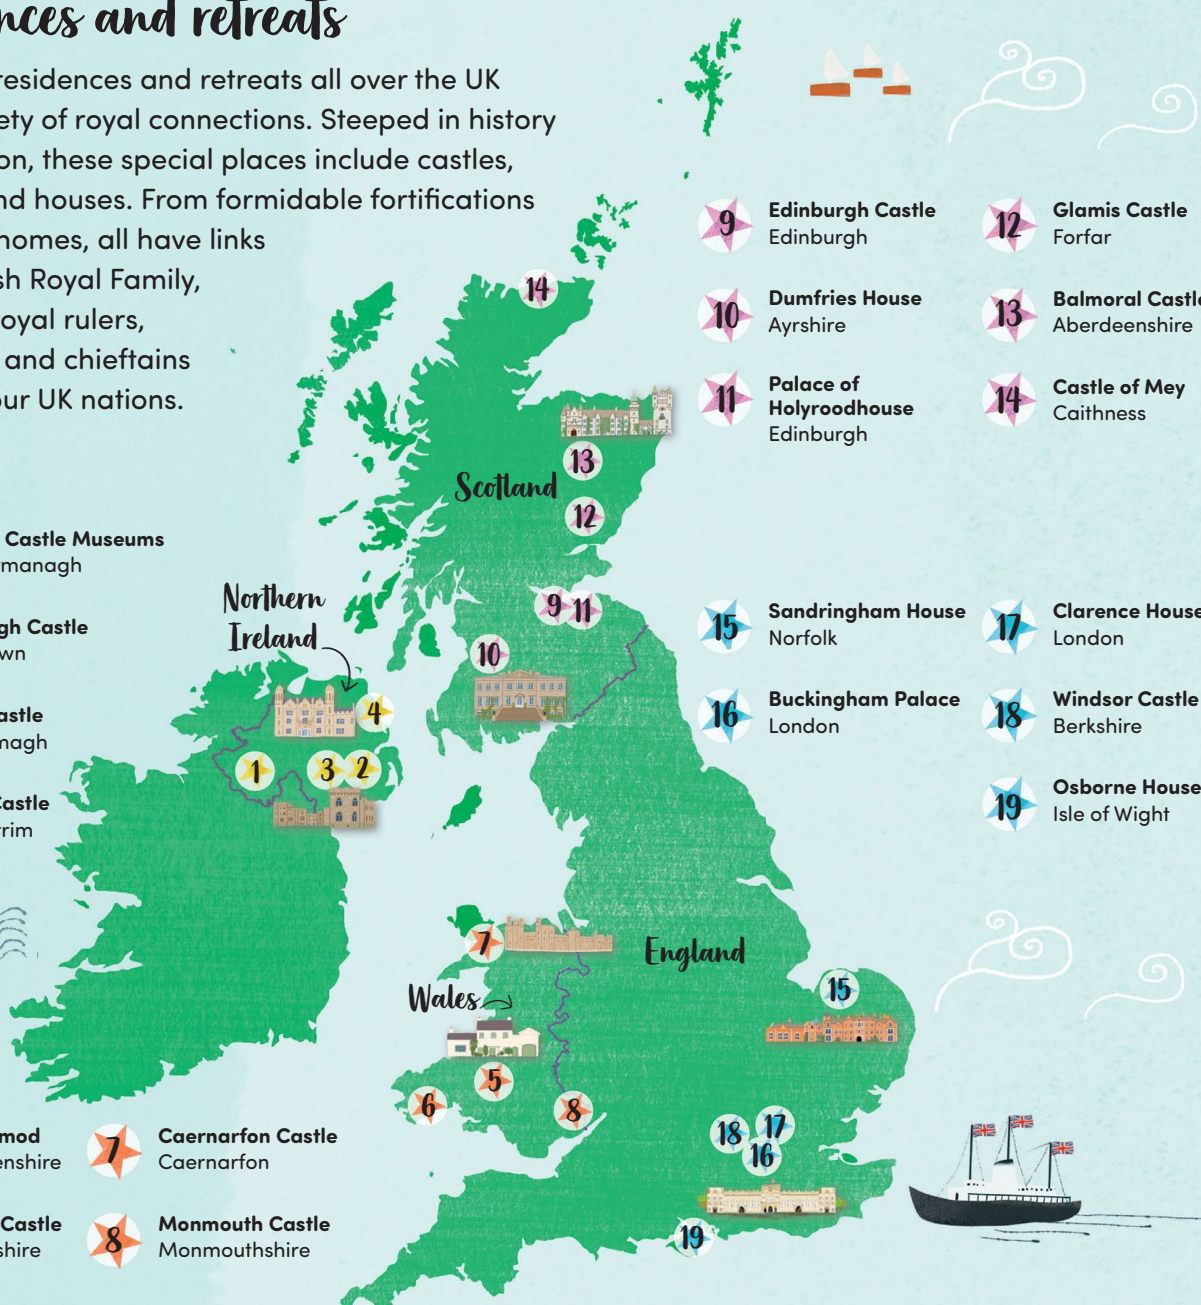 nces and retreats
residences and retreats all over the UK
ety of royal connections. Steeped in history
on, these special places include castles,
nd houses. From formidable fortifications
homes, all have links
sh Royal Family,
royal rulers,
and chieftains
our UK nations.
9 Edinburgh Castle
Edinburgh
10 Dumfries House
Ayrshire
11 Palace of
Holyroodhouse
Edinburgh
12 Glamis Castle
Forfar
13 Balmoral Castle
Aberdeenshire
14 Castle of Mey
Caithness
14
13
Scotland
12
9 11
10
Castle Museums
rmanagh
gh Castle
wn
astle
magh
Castle
trim
Northern
Ireland
4
1
3 2
15 Sandringham House
Norfolk
16 Buckingham Palace
London
17 Clarence House
London
18 Windsor Castle
Berkshire
19 Osborne House
Isle of Wight
7
England
Wales
15
5
6
8
18 17
16
19
mod
enshire
Castle
shire
7 Caernarfon Castle
Caernarfon
8 Monmouth Castle
Monmouthshire